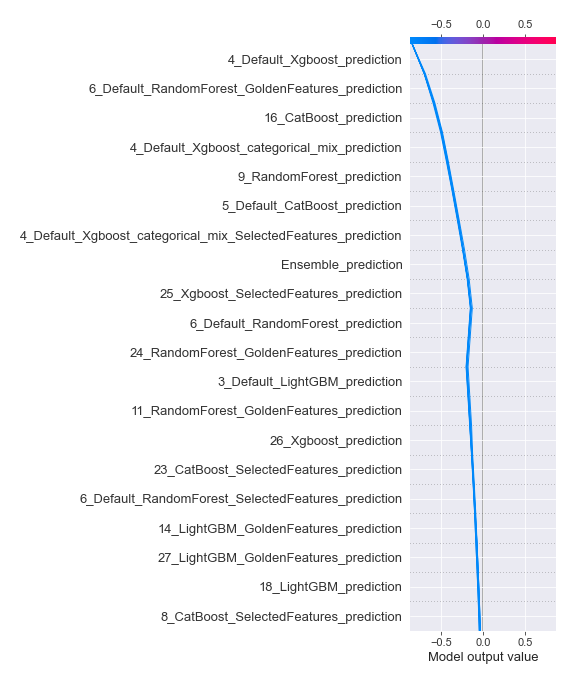 −0.5 0.0 0.5
4_Default_Xgboost_prediction
6_Default_RandomForest_GoldenFeatures_prediction
16_CatBoost_prediction
4_Default_Xgboost_categorical_mix_prediction
9_RandomForest_prediction
5_Default_CatBoost_prediction
4_Default_Xgboost_categorical_mix_SelectedFeatures_prediction
Ensemble_prediction
25_Xgboost_SelectedFeatures_prediction
6_Default_RandomForest_prediction
24_RandomForest_GoldenFeatures_prediction
3_Default_LightGBM_prediction
11_RandomForest_GoldenFeatures_prediction
26_Xgboost_prediction
23_CatBoost_SelectedFeatures_prediction
6_Default_RandomForest_SelectedFeatures_prediction
14_LightGBM_GoldenFeatures_prediction
27_LightGBM_GoldenFeatures_prediction
18_LightGBM_prediction
8_CatBoost_SelectedFeatures_prediction
−0.5 0.0 0.5
Model output value